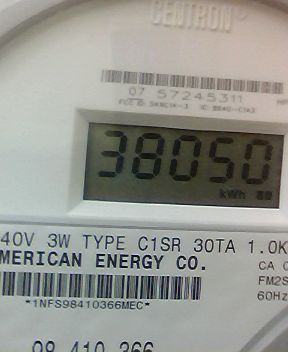 CENTRON
07 57245311
38050
kWh
40V 3W TYPE C1SR 30TA 1.0K
MERICAN ENERGY CO.
CA 0
FM2S
*1NFS98410366MEC*
60Hz
98 410 366